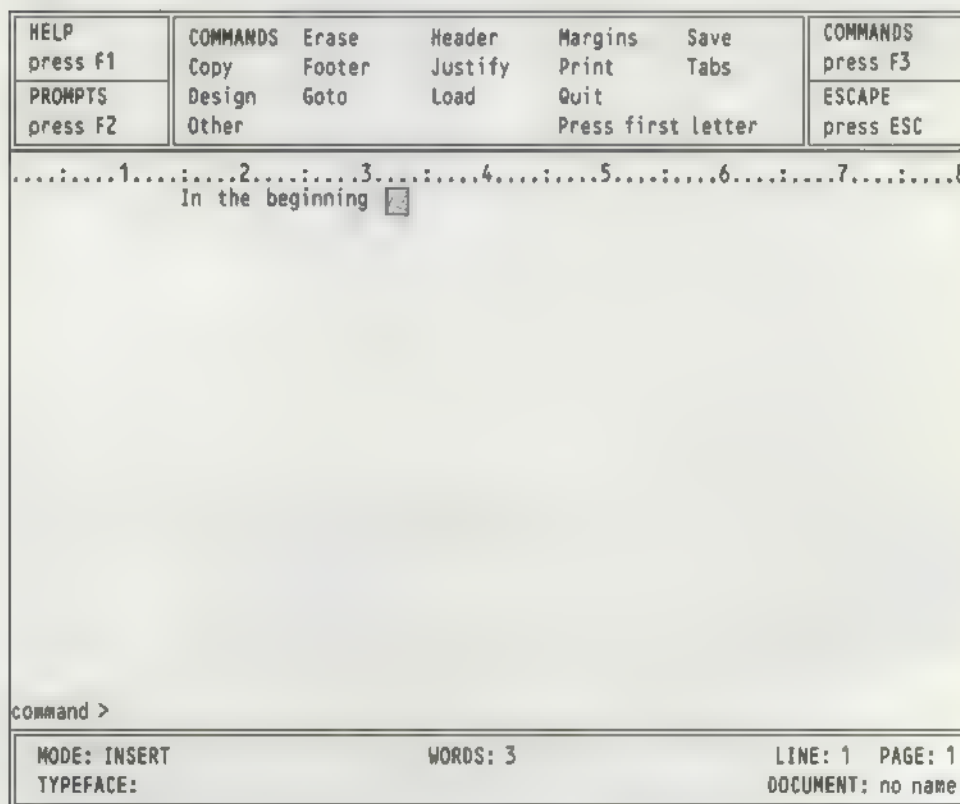 HELP
press F1
PROMPTS
press F2
COMMANDS Erase Header Margins Save
Copy Footer Justify Print Tabs
Design Goto Load Quit
Other Press first letter
COMMANDS
press F3
ESCAPE
press ESC
....:....1....:....2....:....3....:....4....:....5....:....6....:....7....:....8
In the beginning
command >
MODE: INSERT WORDS: 3 LINE: 1 PAGE: 1
TYPEFACE: DOCUMENT: no name